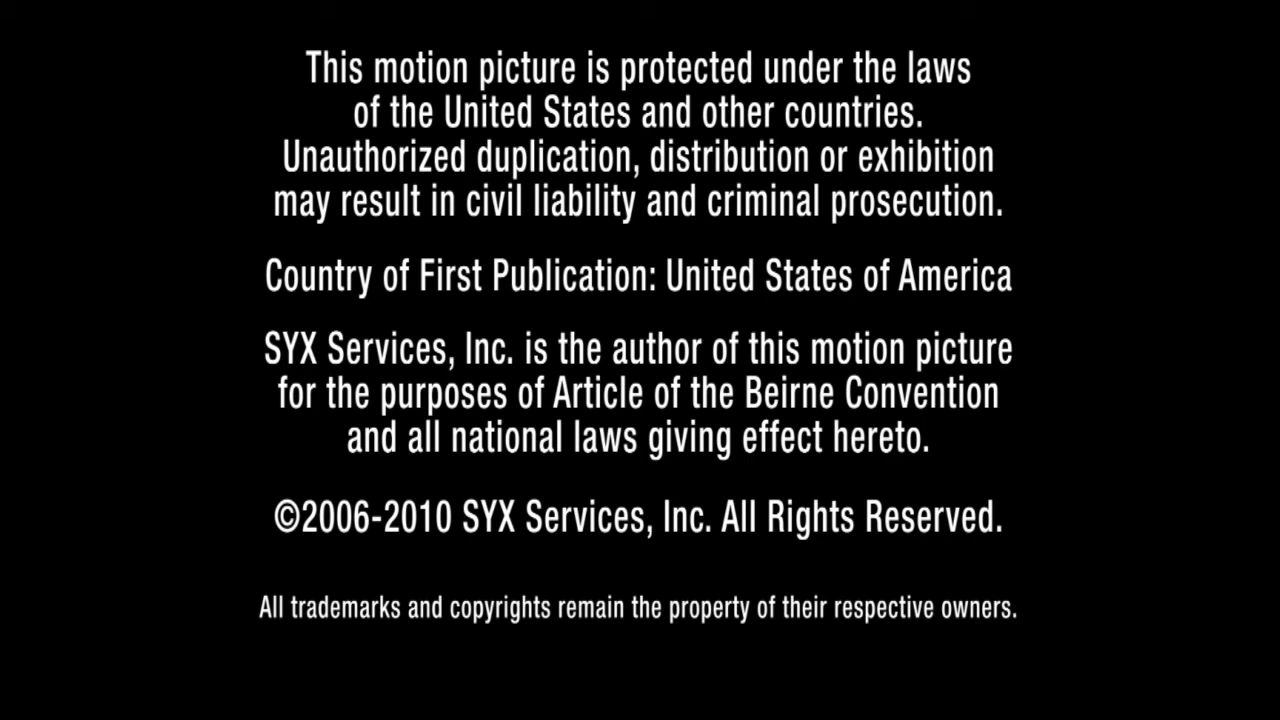 This motion picture is protected under the laws
of the United States and other countries.
Unauthorized duplication, distribution or exhibition
may result in civil liability and criminal prosecution.
Country of First Publication: United States of America
SYX Services, Inc. is the author of this motion picture
for the purposes of Article of the Beirne Convention
and all national laws giving effect hereto.
©2006-2010 SYX Services, Inc. All Rights Reserved.
All trademarks and copyrights remain the property of their respective owners.